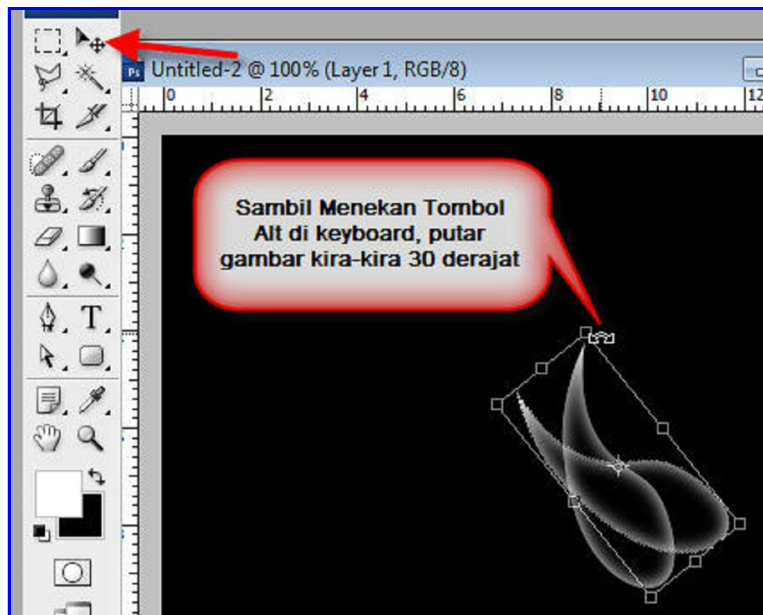 Ps Untitled-2 @ 100% (Layer 1, RGB/8)
0 2 4 6 8 10 12
Sambil Menekan Tombol
Alt di keyboard, putar
gambar kira-kira 30 derajat
T